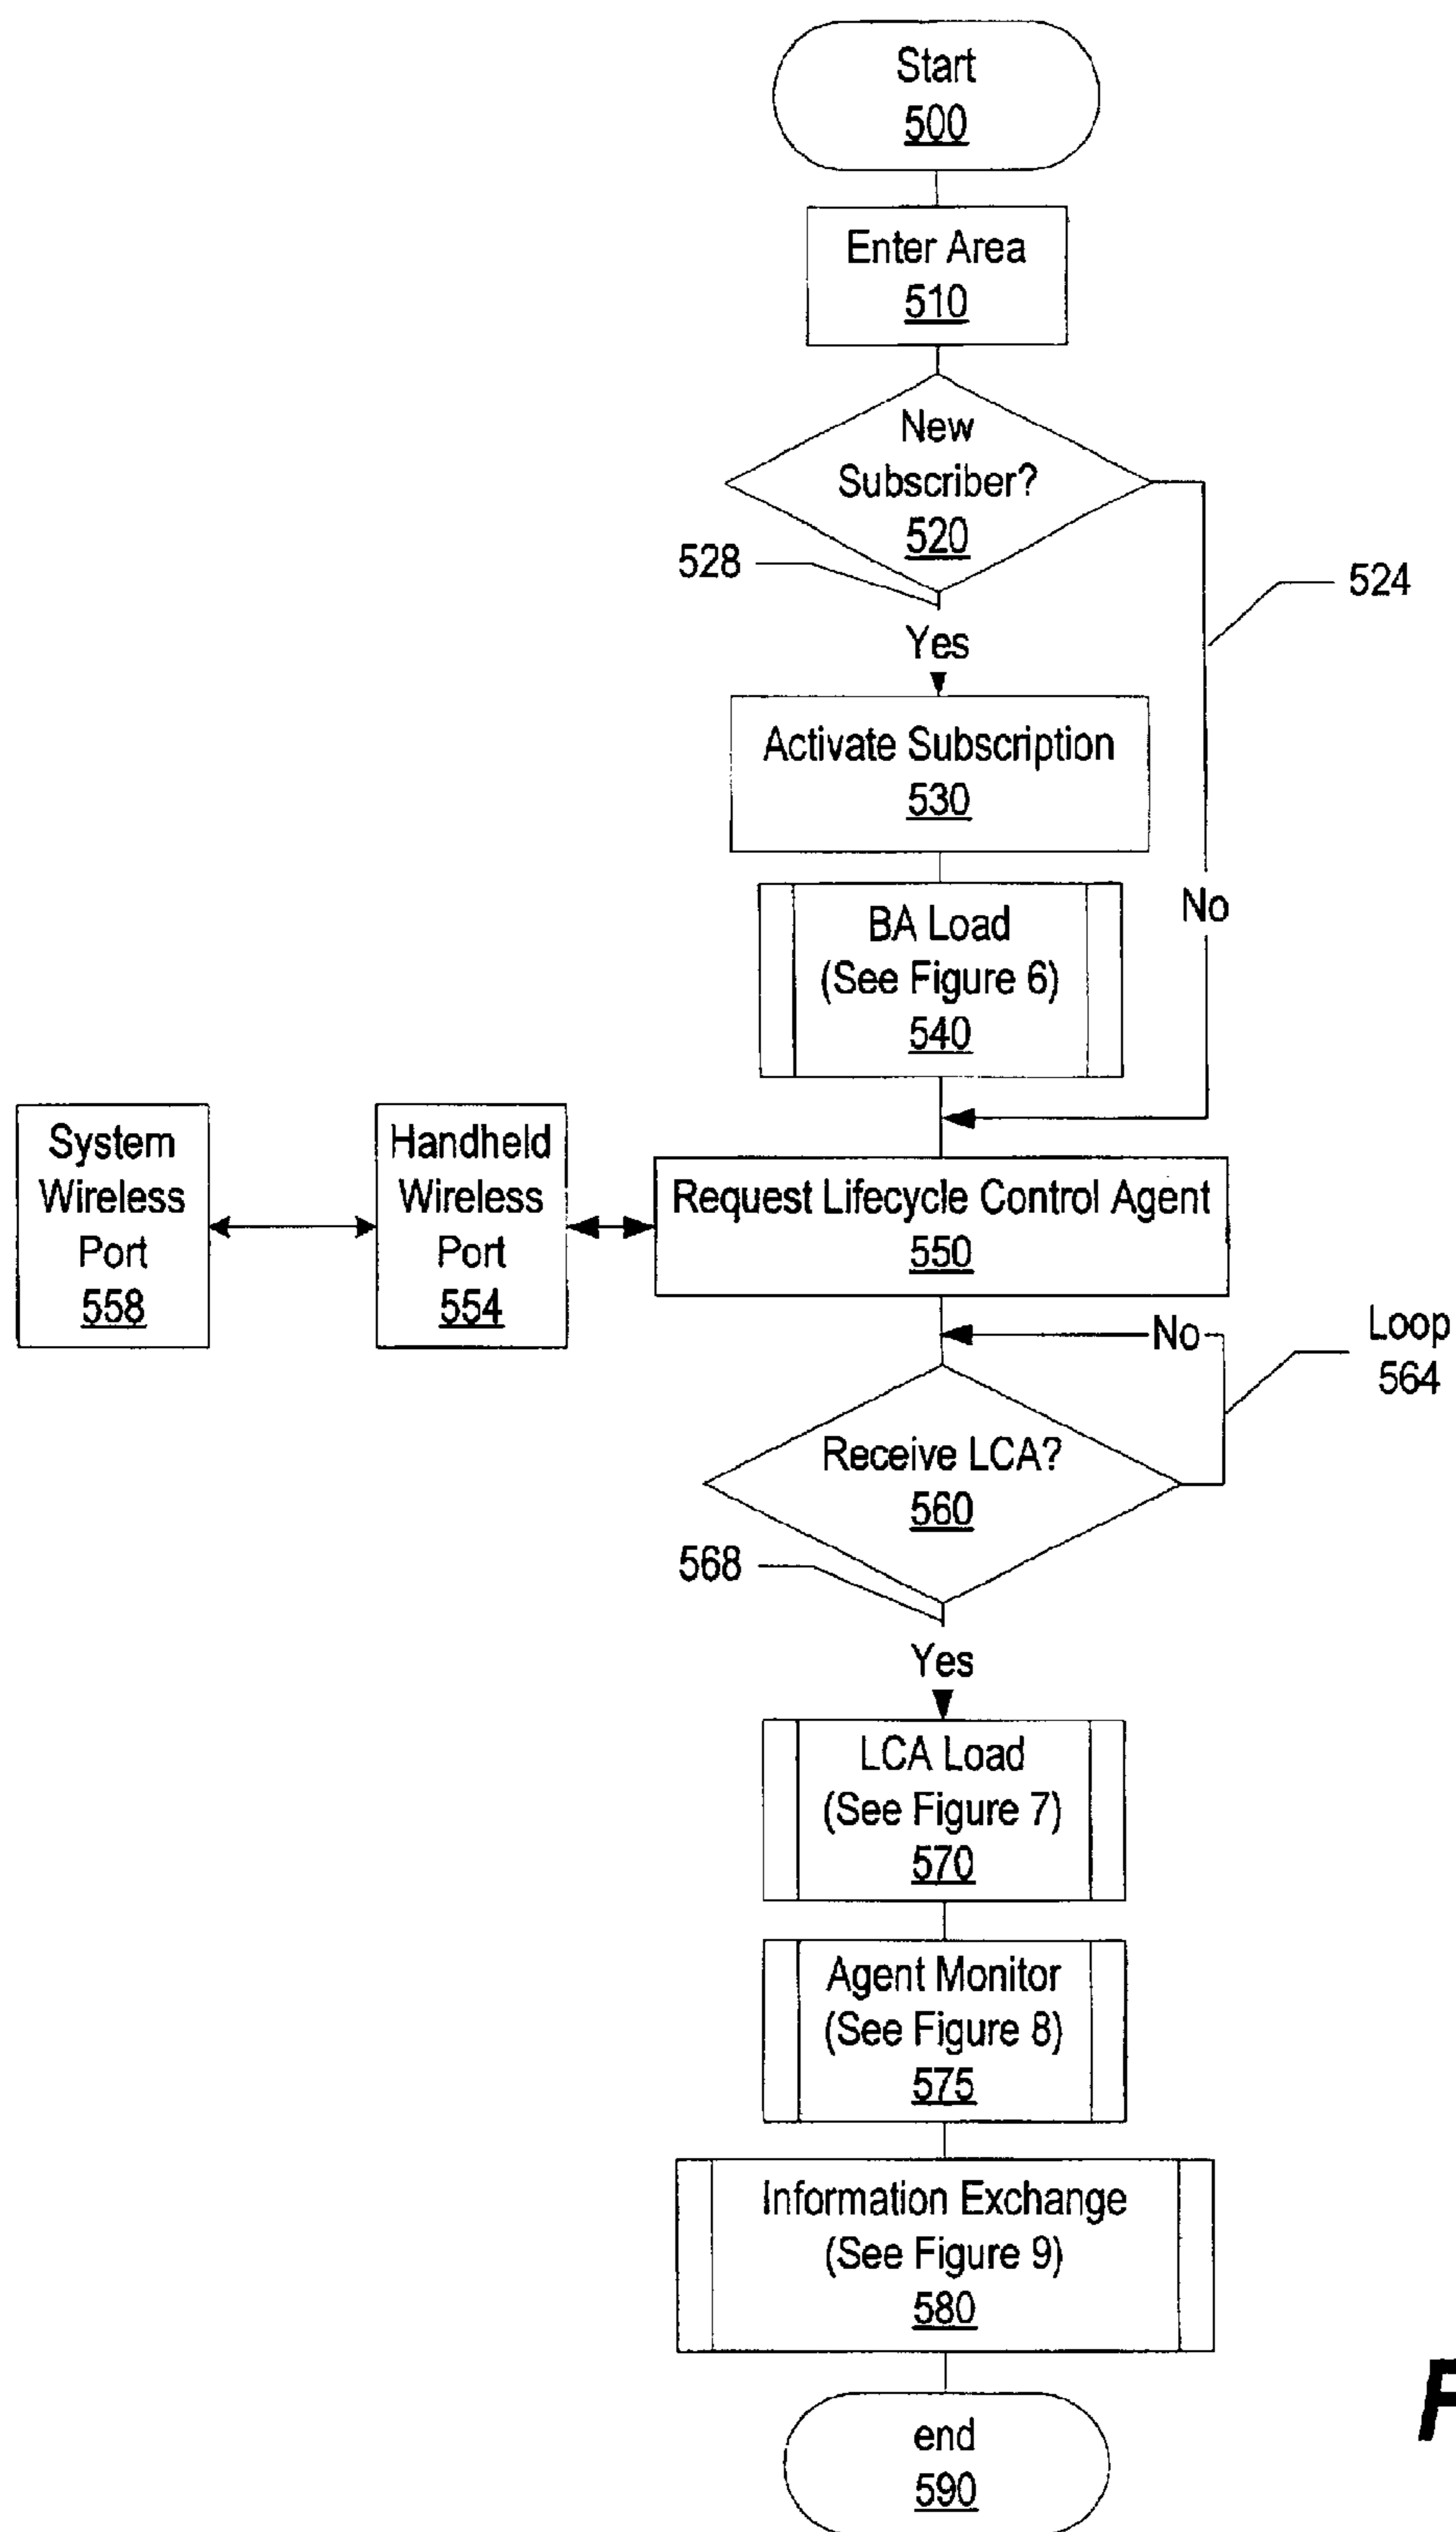 Start
500
Enter Area
510
New
Subscriber?
520
528
524
Yes
Activate Subscription
530
No
BA Load
(See Figure 6)
540
System
Wireless
Port
558
Handheld
Wireless
Port
554
Request Lifecycle Control Agent
550
No
Loop
564
Receive LCA?
560
568
Yes
LCA Load
(See Figure 7)
570
Agent Monitor
(See Figure 8)
575
Information Exchange
(See Figure 9)
580
end
590